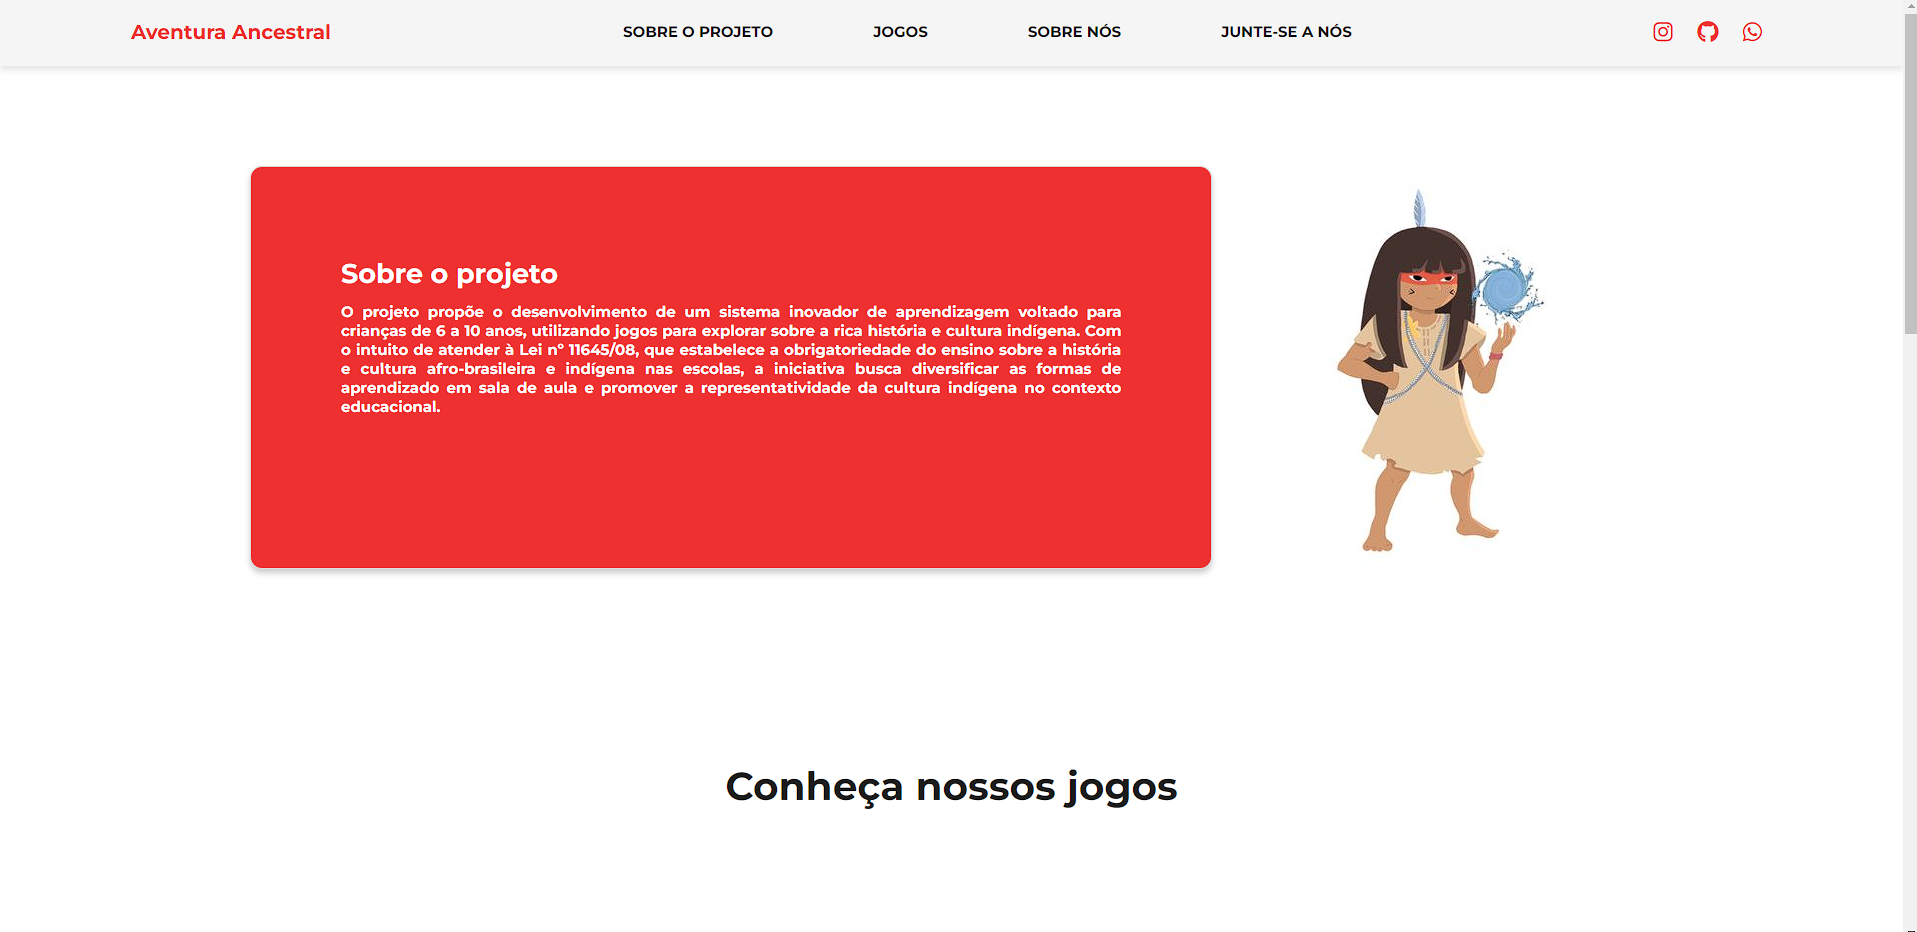 Aventura Ancestral
SOBRE O PROJETO
JOGOS
SOBRE NÓS
JUNTE-SE A NÓS
Sobre o projeto
O projeto propõe o desenvolvimento de um sistema inovador de aprendizagem voltado para
crianças de 6 a 10 anos, utilizando jogos para explorar sobre a rica história e cultura indígena. Com
o intuito de atender à Lei nº 11645/08, que estabelece a obrigatoriedade do ensino sobre a história
e cultura afro-brasileira e indígena nas escolas, a iniciativa busca diversificar as formas de
aprendizado em sala de aula e promover a representatividade da cultura indígena no contexto
educacional.
Conheça nossos jogos